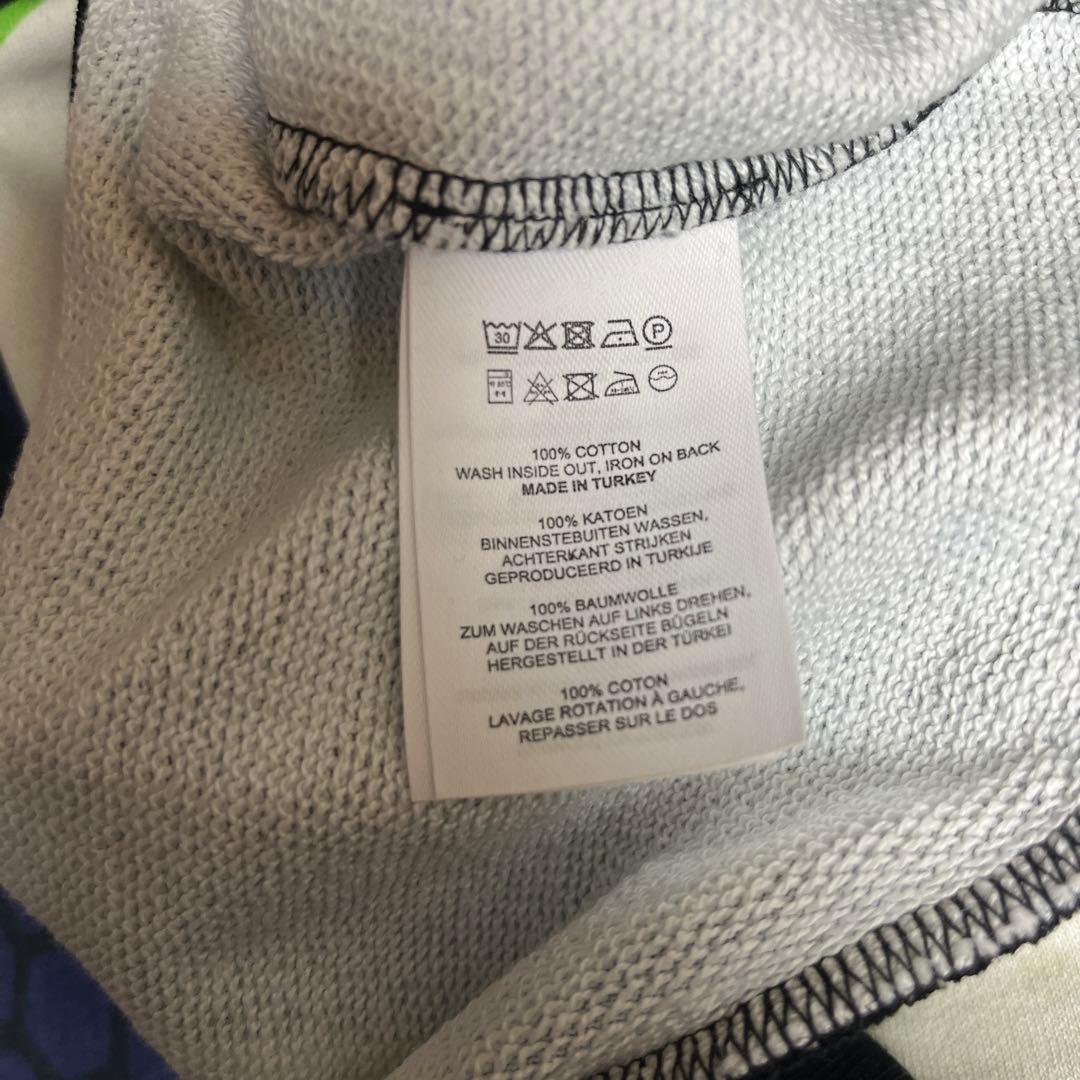 30 P
100% COTTON
WASH INSIDE OUT, IRON ON BACK
MADE IN TURKEY
100% KATOEN
BINNENSTEBUITEN WASSEN,
ACHTERKANT STRIJKEN
GEPRODUCEERD IN TURKIJE
100% BAUMWOLLE
ZUM WASCHEN AUF LINKS DREHEN,
AUF DER RÜCKSEITE BÜGELN
HERGESTELLT IN DER TÜRKEI
100% COTON
LAVAGE ROTATION À GAUCHE,
REPASSER SUR LE DOS